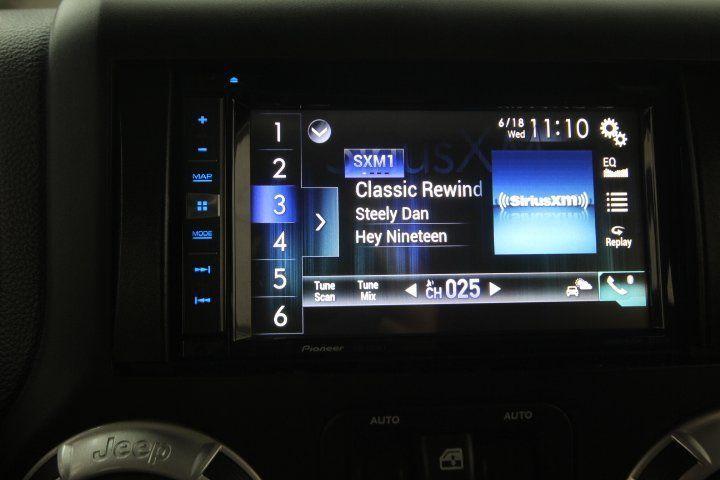 +
-
MAP
MODE
1
2
3
4
5
6
6/18
Wed
11:10
SXM1
Classic Rewind
Steely Dan
Hey Nineteen
((SiriusXM))
EQ
Replay
Tune
Scan
Tune
Mix
CH 025
Pioneer
AUTO
AUTO
Jeep